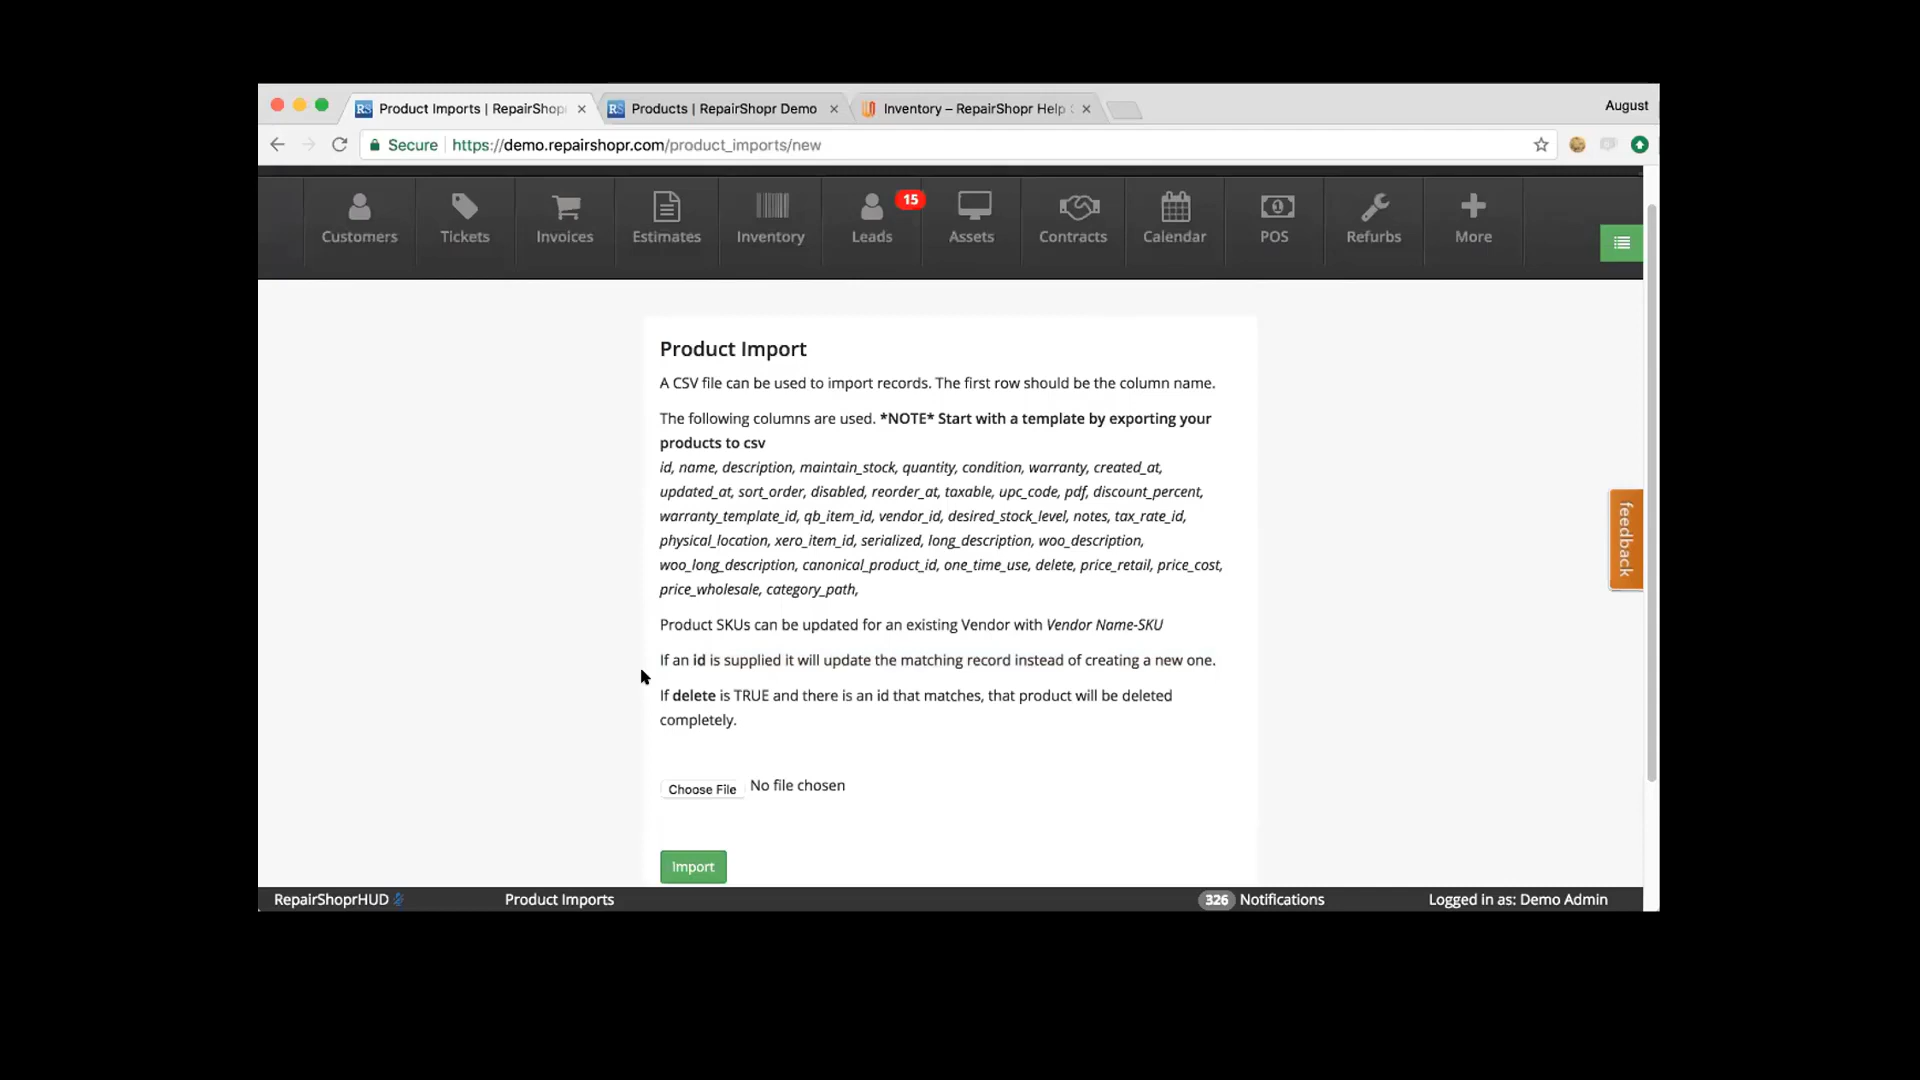 Product Imports | RepairShop
Products | RepairShopr Demo
Inventory – RepairShopr Help
August
Secure
https://demo.repairshopr.com/product_imports/new
Customers
Tickets
Invoices
Estimates
Inventory
Leads
15
Assets
Contracts
Calendar
POS
Refurbs
More
Product Import
A CSV file can be used to import records. The first row should be the column name.
The following columns are used. *NOTE* Start with a template by exporting your
products to csv
id, name, description, maintain_stock, quantity, condition, warranty, created_at,
updated_at, sort_order, disabled, reorder_at, taxable, upc_code, pdf, discount_percent,
warranty_template_id, qb_item_id, vendor_id, desired_stock_level, notes, tax_rate_id,
physical_location, xero_item_id, serialized, long_description, woo_description,
woo_long_description, canonical_product_id, one_time_use, delete, price_retail, price_cost,
price_wholesale, category_path,
Product SKUs can be updated for an existing Vendor with Vendor Name-SKU
If an id is supplied it will update the matching record instead of creating a new one.
If delete is TRUE and there is an id that matches, that product will be deleted
completely.
Choose File No file chosen
Import
feedback
RepairShoprHUD
Product Imports
326 Notifications
Logged in as: Demo Admin